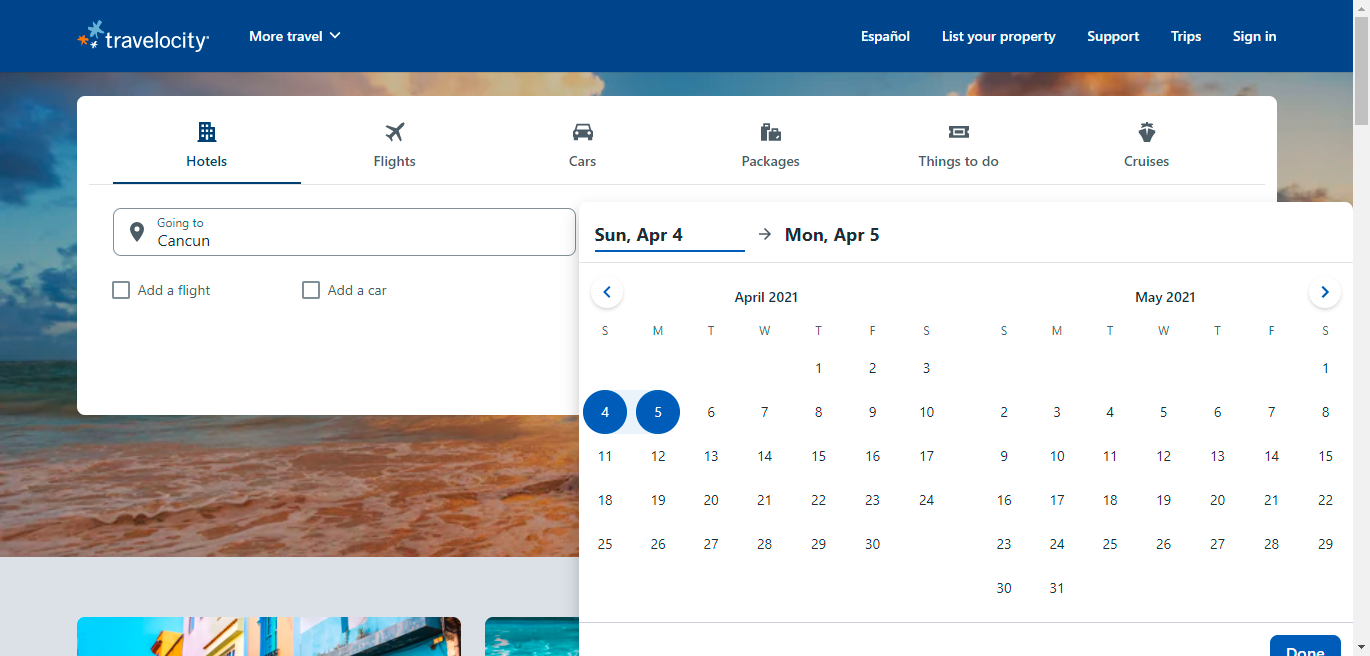 travelocity
More travel
Español
List your property
Support
Trips
Sign in
Hotels
Flights
Cars
Packages
Things to do
Cruises
Going to
Cancun
Add a flight
Add a car
Sun, Apr 4
Mon, Apr 5
April 2021
S M T W T F S
1 2 3
4 5 6 7 8 9 10
11 12 13 14 15 16 17
18 19 20 21 22 23 24
25 26 27 28 29 30
May 2021
S M T W T F S
1
2 3 4 5 6 7 8
9 10 11 12 13 14 15
16 17 18 19 20 21 22
23 24 25 26 27 28 29
30 31
Done